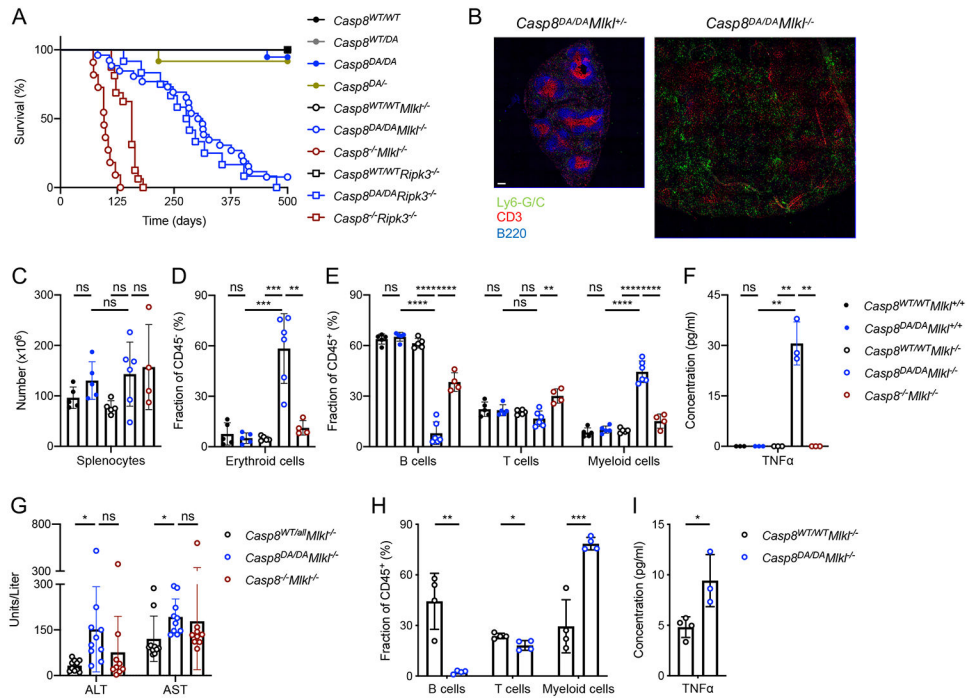 A
Survival (%)
100
50
0
0
125
250
375
500
Time (days)
Casp8WT/WT
Casp8WT/DA
Casp8DA/DA
Casp8DA/-
Casp8WT/WTMlkl-/-
Casp8DA/DAMlkl-/-
Casp8-/-Mlkl-/-
Casp8WT/WTRipk3-/-
Casp8DA/DARipk3-/-
Casp8-/-Ripk3-/-
B
Casp8DA/DAMlkl+/-
Casp8DA/DAMlkl-/-
Ly6-G/C
CD3
B220
C
Number (x10⁶)
300
200
100
0
ns
ns
ns
ns
Splenocytes
D
Fraction of CD45- (%)
90
60
30
0
ns
***
**
***
Erythroid cells
E
Fraction of CD45+ (%)
90
60
30
0
ns
********
****
ns
ns
**
ns
ns
********
****
B cells
T cells
Myeloid cells
F
Concentration (pg/ml)
45
30
15
0
ns
**
**
**
TNFα
Casp8WT/WTMlkl+/+
Casp8DA/DAMlkl+/+
Casp8WT/WTMlkl-/-
Casp8DA/DAMlkl-/-
Casp8-/-Mlkl-/-
G
Units/Liter
800
300
300
150
0
*
ns
*
ns
ALT
AST
Casp8WT/allMlkl-/-
Casp8DA/DAMlkl-/-
Casp8-/-Mlkl-/-
H
Fraction of CD45+ (%)
90
60
30
0
**
*
***
B cells
T cells
Myeloid cells
I
Concentration (pg/ml)
15
10
5
0
*
TNFα
Casp8WT/WTMlkl-/-
Casp8DA/DAMlkl-/-